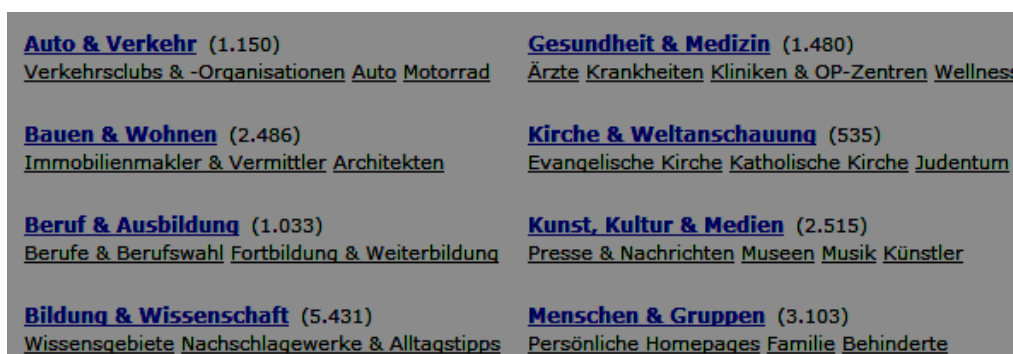 Auto & Verkehr (1.150)
Verkehrsclubs & -Organisationen Auto Motorrad
Bauen & Wohnen (2.486)
Immobilienmakler & Vermittler Architekten
Beruf & Ausbildung (1.033)
Berufe & Berufswahl Fortbildung & Weiterbildung
Bildung & Wissenschaft (5.431)
Wissensgebiete Nachschlagewerke & Alltagstipps
Gesundheit & Medizin (1.480)
Ärzte Krankheiten Kliniken & OP-Zentren Wellness
Kirche & Weltanschauung (535)
Evangelische Kirche Katholische Kirche Judentum
Kunst, Kultur & Medien (2.515)
Presse & Nachrichten Museen Musik Künstler
Menschen & Gruppen (3.103)
Persönliche Homepages Familie Behinderte